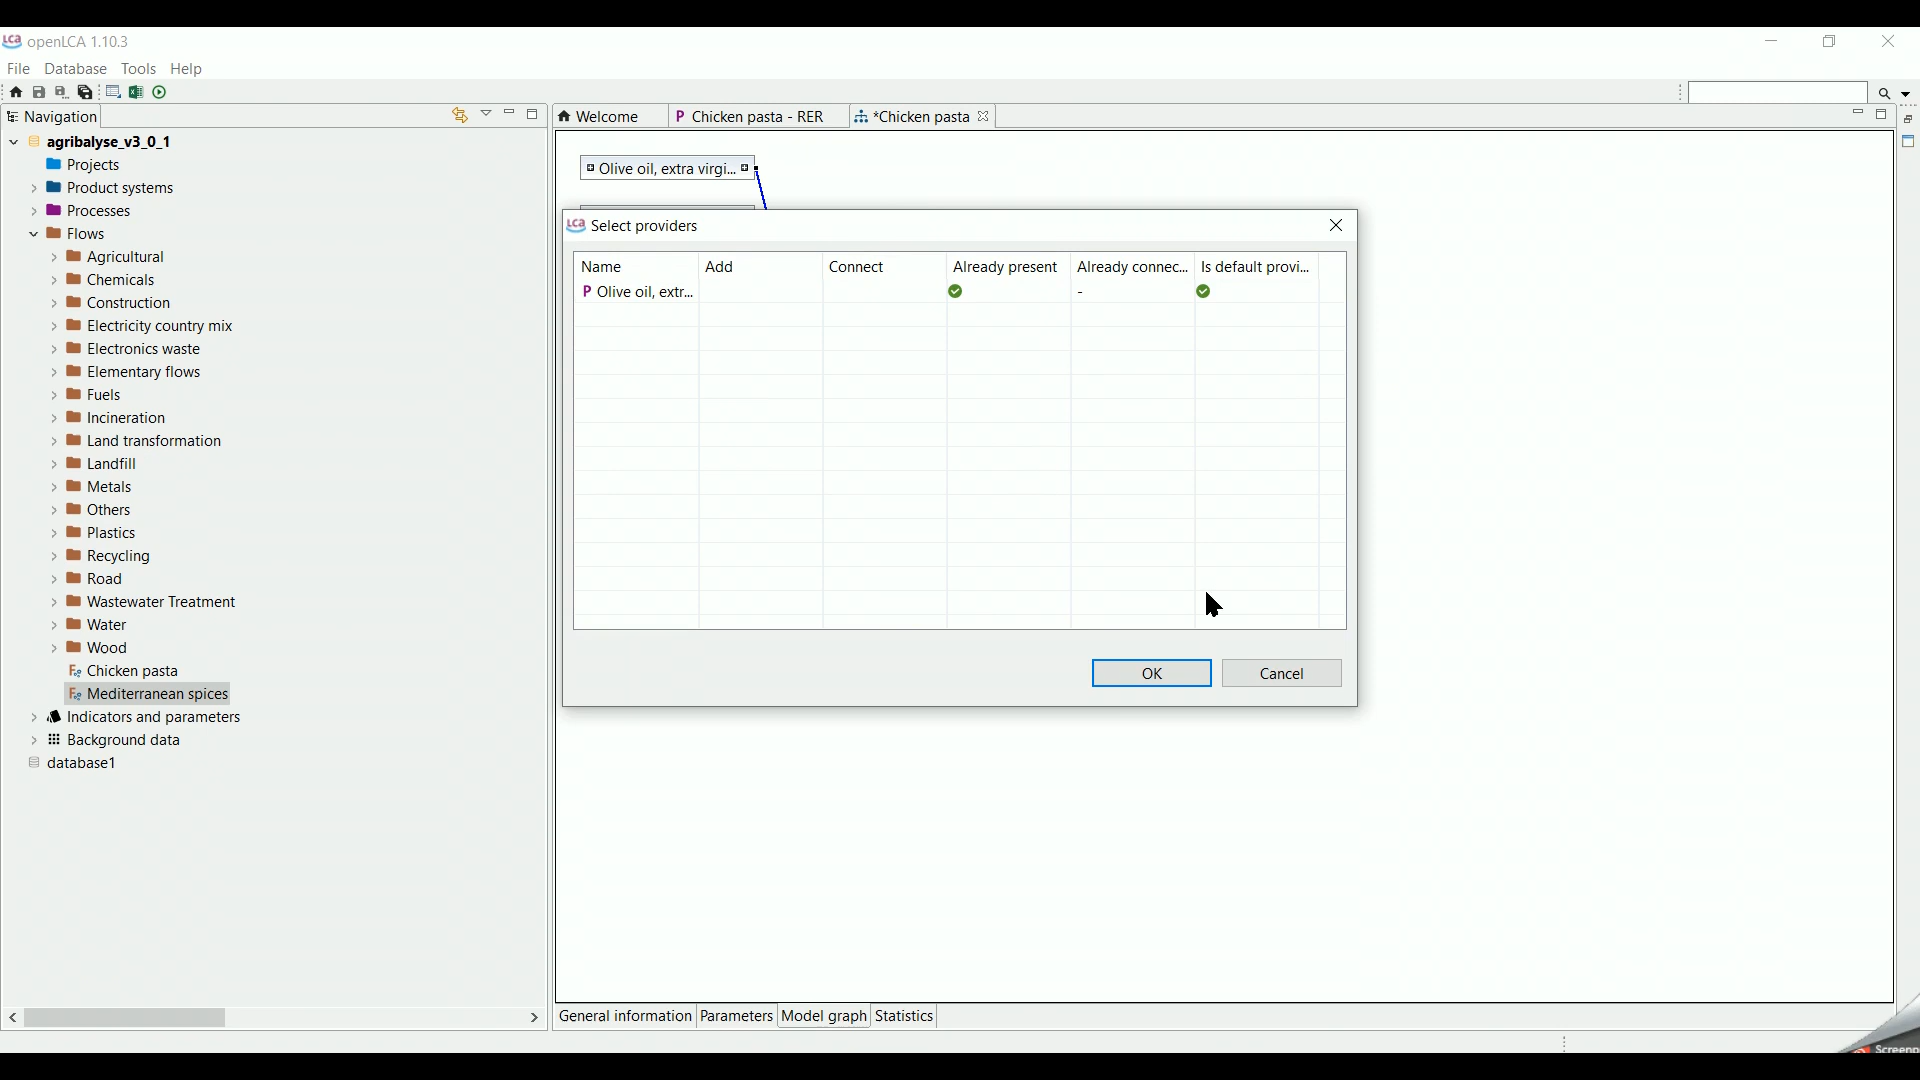 LCA openLCA 1.10.3
File Database Tools Help
Navigation
Welcome
P Chicken pasta - RER
*Chicken pasta
agribalyse_v3_0_1
Projects
Product systems
Processes
Flows
Agricultural
Chemicals
Construction
Electricity country mix
Electronics waste
Elementary flows
Fuels
Incineration
Land transformation
Landfill
Metals
Others
Plastics
Recycling
Road
Wastewater Treatment
Water
Wood
Chicken pasta
Mediterranean spices
Indicators and parameters
Background data
database1
Olive oil, extra virgi...
LCA Select providers
Name Add Connect Already present Already connec... Is default provi...
P Olive oil, extr... -
OK Cancel
General information Parameters Model graph Statistics